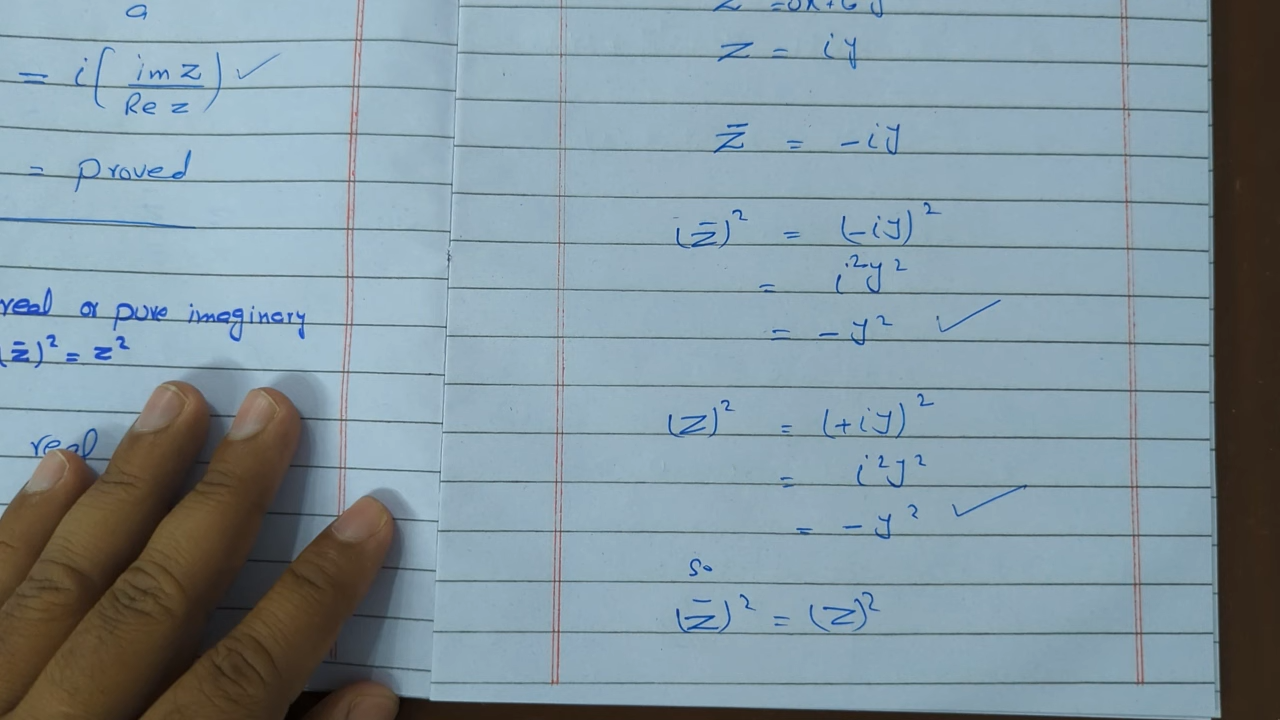 a
= i( im z / Re z ) ✓
= proved
real or pure imaginary
(z̄)² = z²
real
z = iy
z̄ = -iy
(z̄)² = (-iy)²
= i²y²
= -y² ✓
(z)² = (+iy)²
= i²y²
= -y² ✓
so
(z̄)² = (z)²